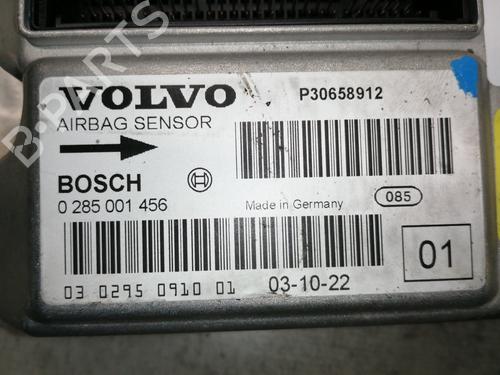 B-PARTS
VOLVO
P30658912
AIRBAG SENSOR
BOSCH
0 285 001 456
Made in Germany
085
01
03 0295 0910 01
03-10-22